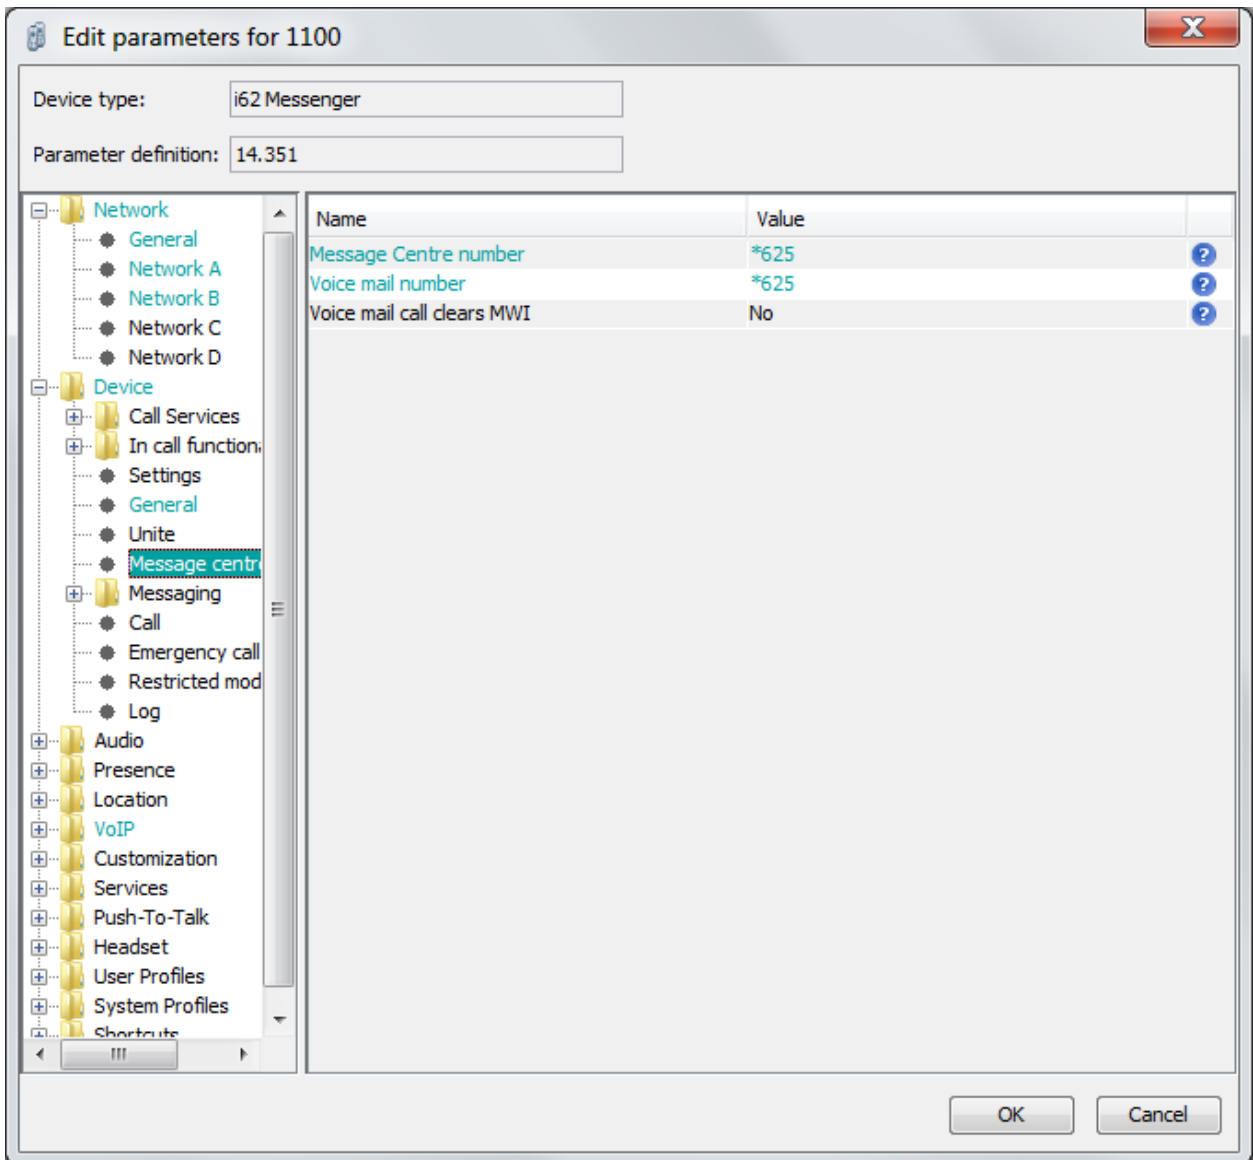 Edit parameters for 1100
Device type: i62 Messenger
Parameter definition: 14.351
Network
General
Network A
Network B
Network C
Network D
Device
Call Services
In call functiona
Settings
General
Unite
Message centre
Messaging
Call
Emergency call
Restricted mod
Log
Audio
Presence
Location
VoIP
Customization
Services
Push-To-Talk
Headset
User Profiles
System Profiles
Shortcuts
Name Value
Message Centre number *625
Voice mail number *625
Voice mail call clears MWI No
OK Cancel